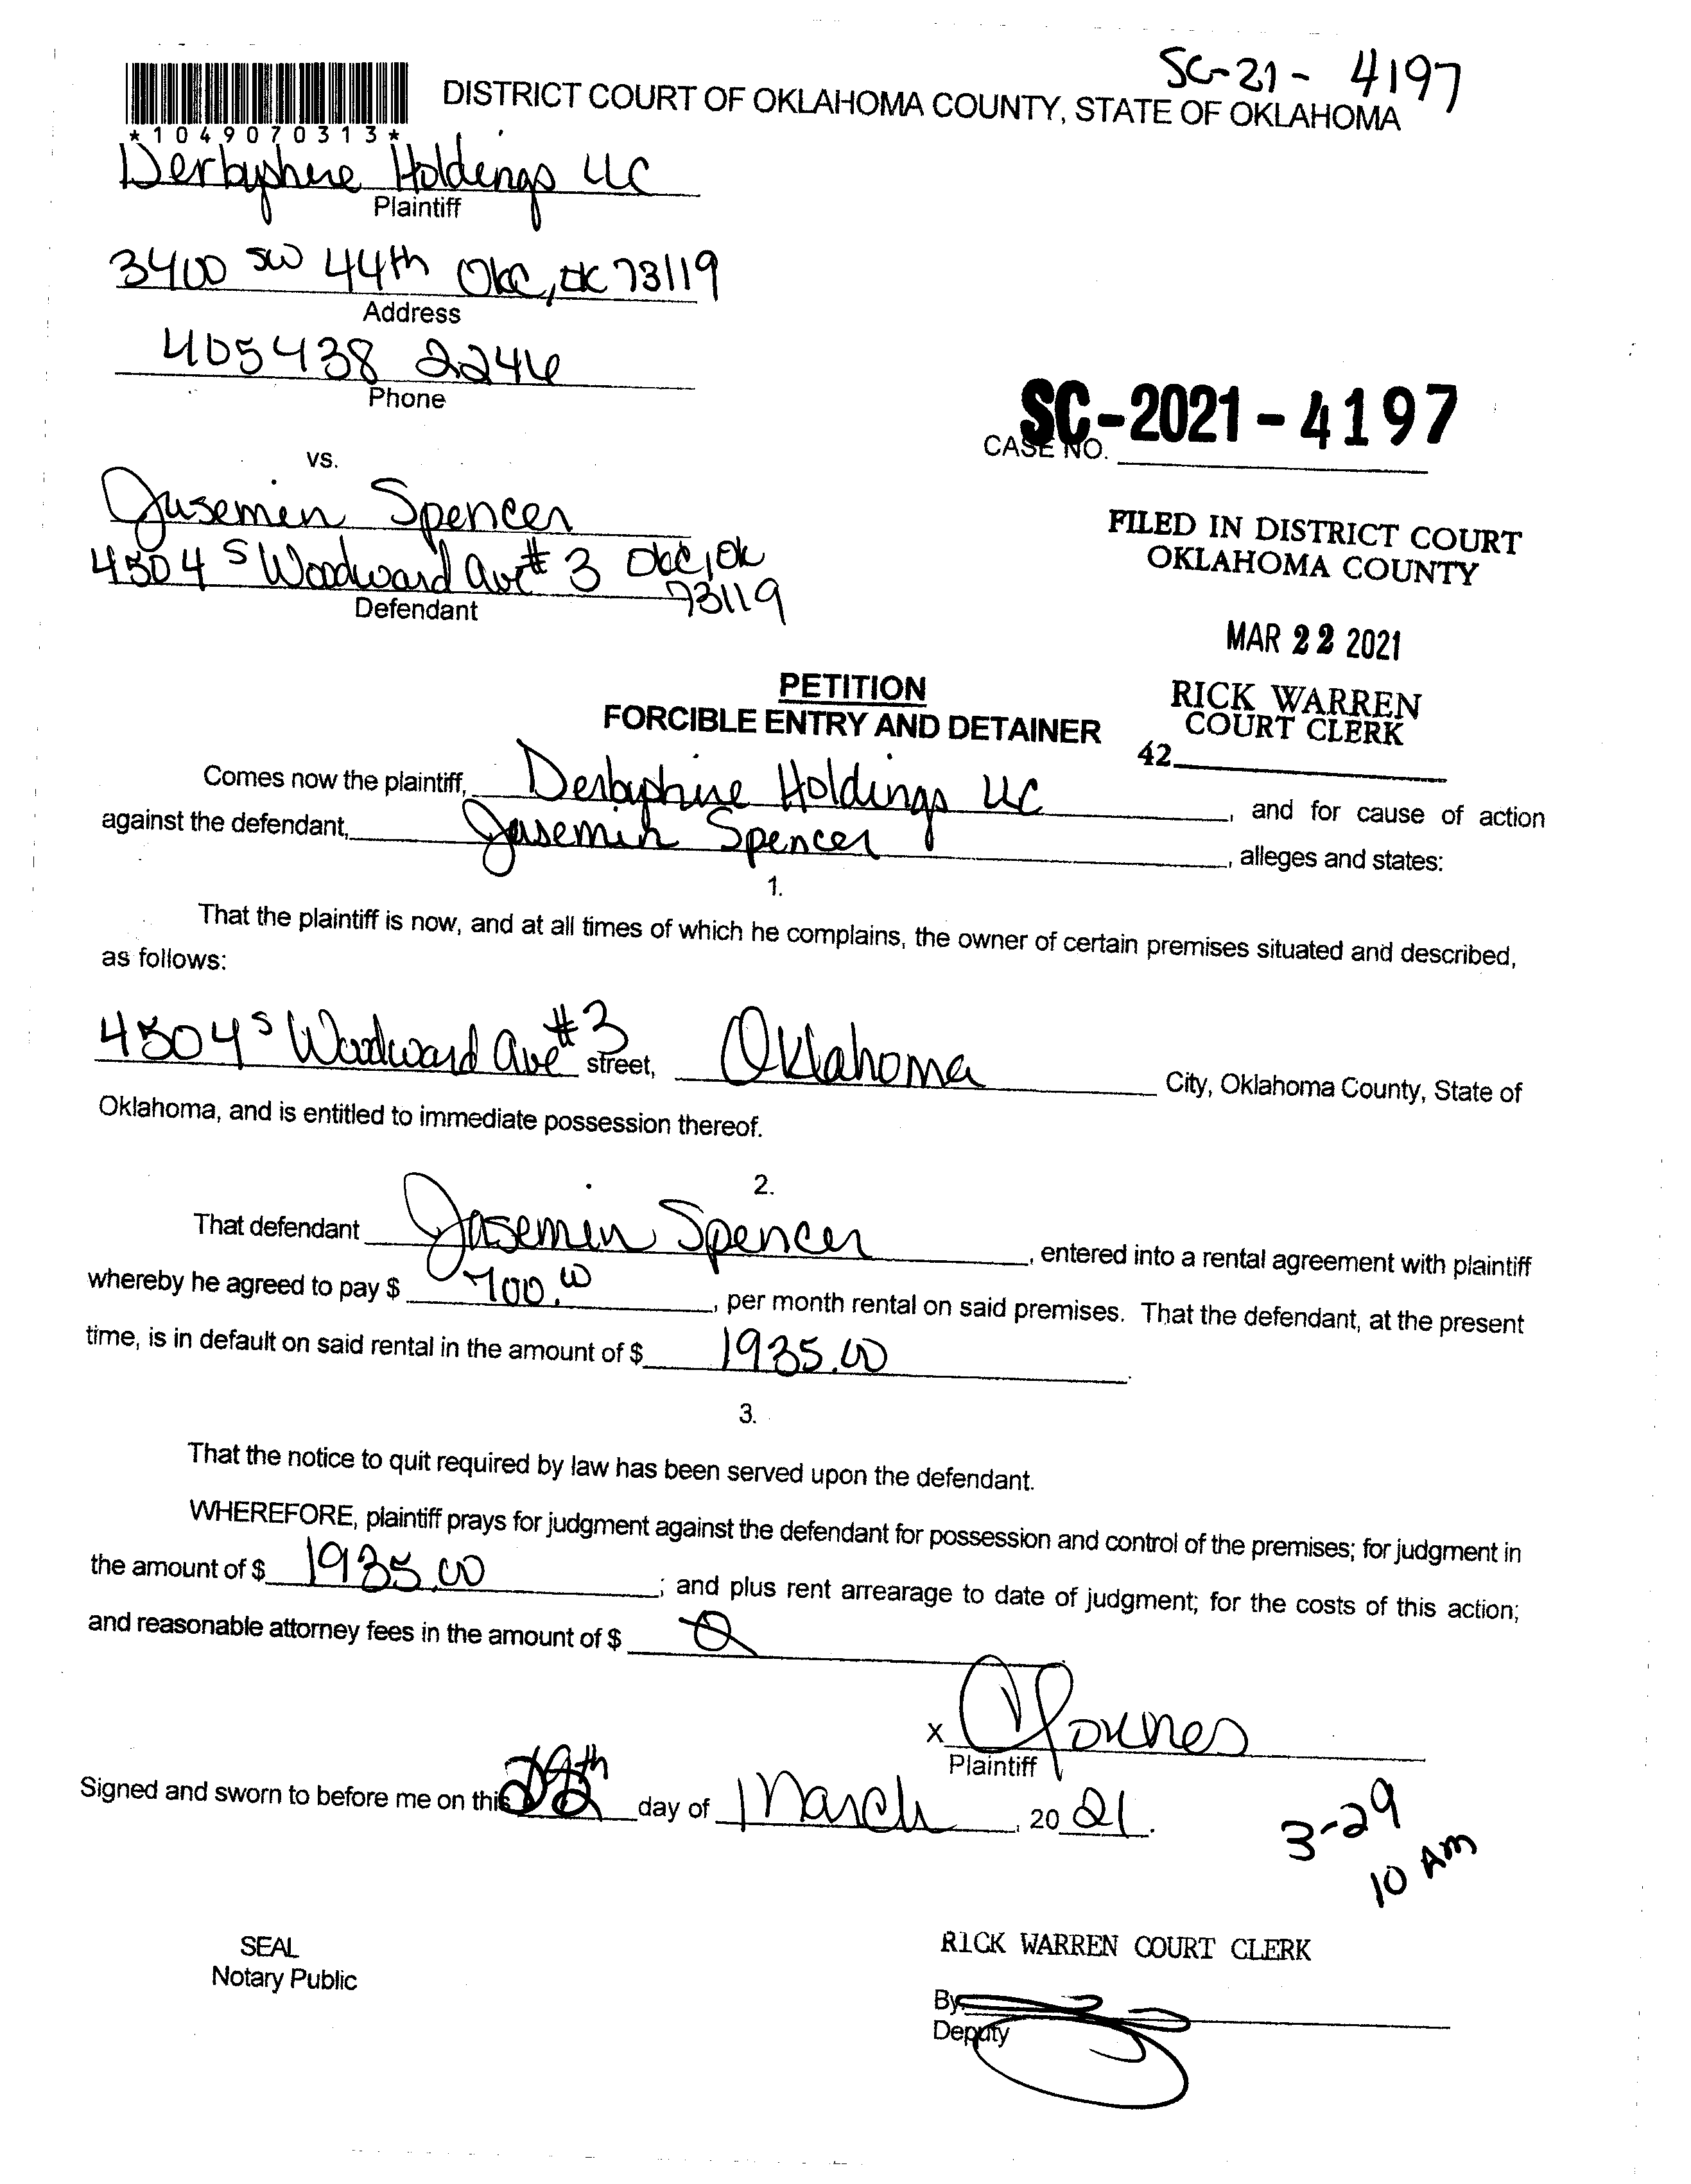 SC-21- 4197
DISTRICT COURT OF OKLAHOMA COUNTY, STATE OF OKLAHOMA
*1049070313*
Derbyshire Holdings LLC
Plaintiff
3400 SW 44th OKC, OK 73119
Address
405 438 2246
Phone
SC-2021-4197
CASE NO.
vs.
Jasemin Spencer
4504 S Woodward Ave # 3 OKC, OK
73119
Defendant
FILED IN DISTRICT COURT
OKLAHOMA COUNTY
MAR 22 2021
RICK WARREN
COURT CLERK
42
PETITION
FORCIBLE ENTRY AND DETAINER
Comes now the plaintiff, Derbyshire Holdings LLC, and for cause of action
against the defendant, Jasemin Spencer, alleges and states:
1.
That the plaintiff is now, and at all times of which he complains, the owner of certain premises situated and described,
as follows:
4504 S Woodward Ave #3 street, Oklahoma City, Oklahoma County, State of
Oklahoma, and is entitled to immediate possession thereof.
2.
That defendant Jasemin Spencer, entered into a rental agreement with plaintiff
whereby he agreed to pay $ 700.00, per month rental on said premises. That the defendant, at the present
time, is in default on said rental in the amount of $ 1935.00.
3.
That the notice to quit required by law has been served upon the defendant.
WHEREFORE, plaintiff prays for judgment against the defendant for possession and control of the premises; for judgment in
the amount of $ 1935.00; and plus rent arrearage to date of judgment; for the costs of this action;
and reasonable attorney fees in the amount of $ 0
x
Plaintiff
Signed and sworn to before me on this day of March, 2021.
3-29
10 AM
SEAL
Notary Public
RICK WARREN COURT CLERK
By
Deputy